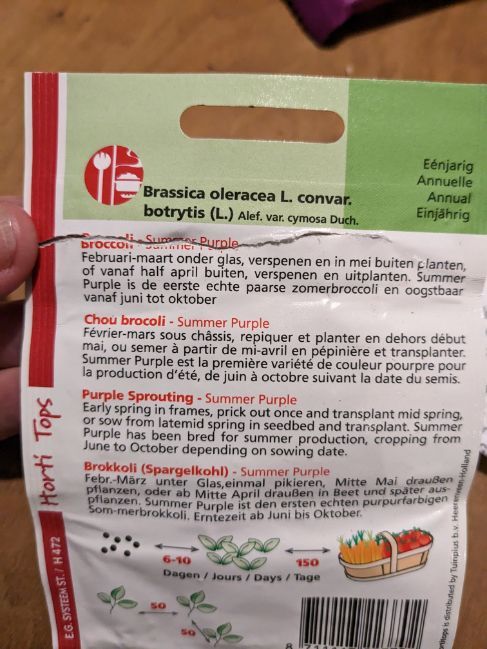 Eénjarig
Annuelle
Annual
Einjährig
Brassica oleracea L. convar.
botrytis (L.) Alef. var. cymosa Duch.
Broccoli - Summer Purple
Februari-maart onder glas, verspenen en in mei buiten planten,
of vanaf half april buiten, verspenen en uitplanten. Summer
Purple is de eerste echte paarse zomerbroccoli en oogstbaar
vanaf juni tot oktober
Chou brocoli - Summer Purple
Février-mars sous châssis, repiquer et planter en dehors début
mai, ou semer à partir de mi-avril en pépinière et transplanter.
Summer Purple est la première variété de couleur pourpre pour
la production d'été, de juin à octobre suivant la date du semis.
Purple Sprouting - Summer Purple
Early spring in frames, prick out once and transplant mid spring,
or sow from latemid spring in seedbed and transplant. Summer
Purple has been bred for summer production, cropping from
June to October depending on sowing date.
Brokkoli (Spargelkohl) - Summer Purple
Febr.-März unter Glas,einmal pikieren, Mitte Mai draußen
pflanzen, oder ab Mitte April draußen in Beet und später aus-
pflanzen. Summer Purple ist den ersten echten purpurfarbigen
Som-merbrokkoli. Erntezeit ab Juni bis Oktober.
6-10
150
Dagen / Jours / Days / Tage
50
50
Horti Tops
E.G. SYSTEEM ST. / H 472
is distributed by Tuinplus b.v. Heerenveen-Holland
8